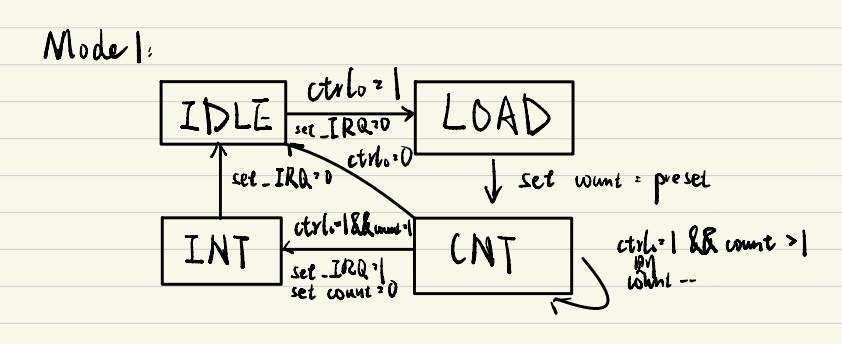 Mode 1:
IDLE
ctrl₀=1
set_IRQ=0
LOAD
ctrl₀=0
set_IRQ=0
set count = preset
INT
ctrl₀=1&&count=1
set_IRQ=1
set count=0
CNT
ctrl₀=1 && count >1
count --